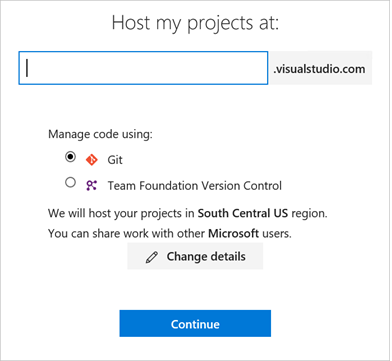 Host my projects at:
.visualstudio.com
Manage code using:
Git
Team Foundation Version Control
We will host your projects in South Central US region.
You can share work with other Microsoft users.
Change details
Continue